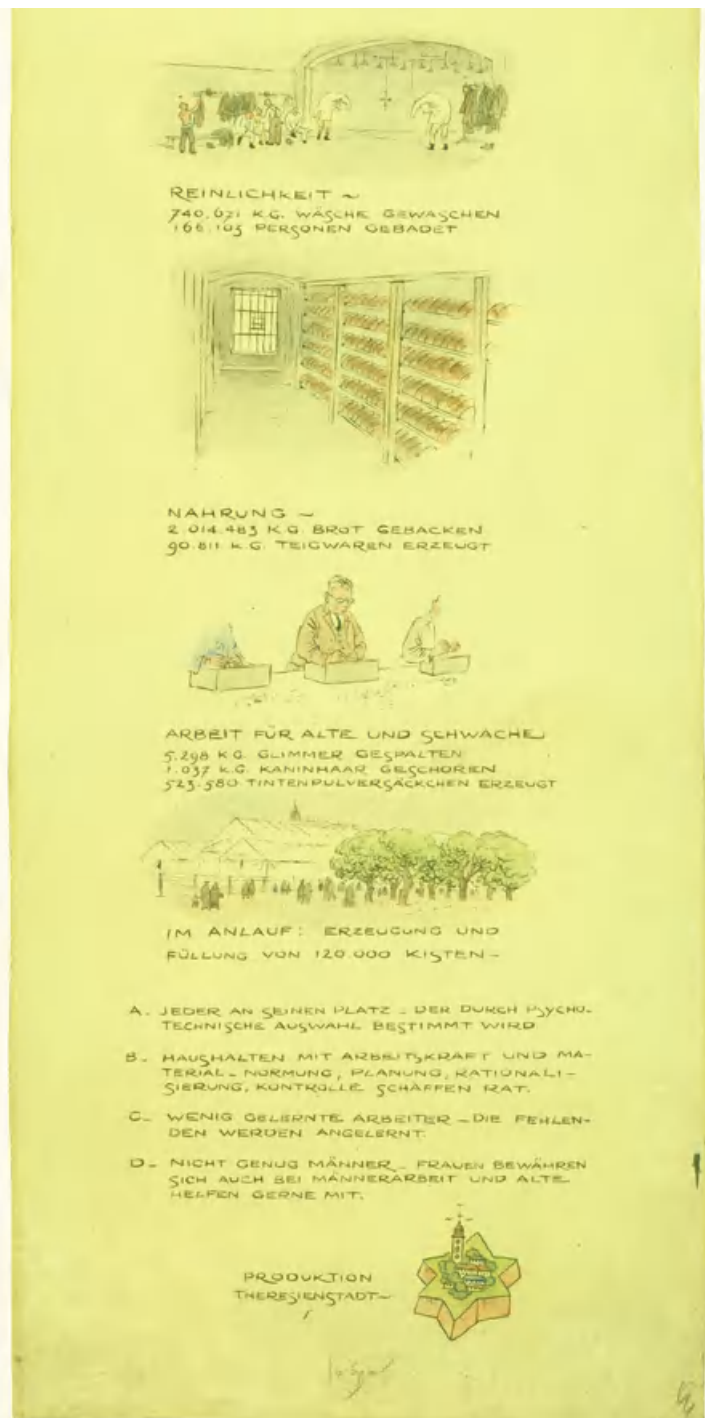 REINLICHKEIT ~
740.671 K.G. WÄSCHE GEWASCHEN
166.105 PERSONEN GEBADET
NAHRUNG ~
2.014.483 K.G. BROT GEBACKEN
90.811 K.G. TEIGWAREN ERZEUGT
ARBEIT FÜR ALTE UND SCHWACHE
5.298 K.G. GLIMMER GESPALTEN
1.037 K.G. KANINHAAR GESCHOREN
523.580 TINTENPULVERSÄCKCHEN ERZEUGT
IM ANLAUF: ERZEUGUNG UND
FÜLLUNG VON 120.000 KISTEN ~
A. JEDER AN SEINEN PLATZ - DER DURCH PSYCHO-
TECHNISCHE AUSWAHL BESTIMMT WIRD
B- HAUSHALTEN MIT ARBEITSKRAFT UND MA-
TERIAL - NORMUNG, PLANUNG, RATIONALI-
SIERUNG, KONTROLLE SCHAFFEN RAT.
C- WENIG GELERNTE ARBEITER - DIE FEHLEN-
DEN WERDEN ANGELERNT.
D- NICHT GENUG MÄNNER - FRAUEN BEWÄHREN
SICH AUCH BEI MÄNNERARBEIT UND ALTE
HELFEN GERNE MIT.
PRODUKTION
THERESIENSTADT ~